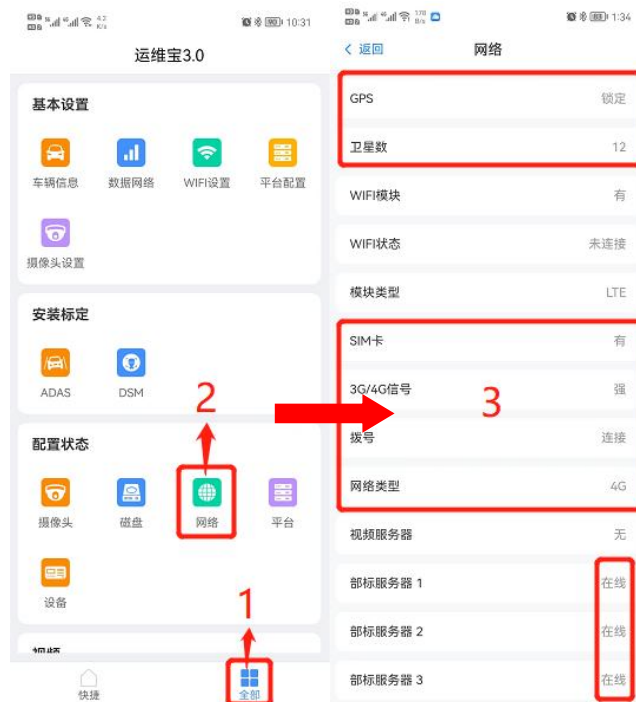 10:31
运维宝3.0
基本设置
车辆信息
数据网络
WIFI设置
平台配置
摄像头设置
安装标定
ADAS
DSM
2
配置状态
摄像头
磁盘
网络
平台
设备
1
快捷
全部
1:34
返回
网络
GPS 锁定
卫星数 12
WIFI模块 有
WIFI状态 未连接
模块类型 LTE
SIM卡 有
3G/4G信号 强
3
拨号 连接
网络类型 4G
视频服务器 无
部标服务器 1 在线
部标服务器 2 在线
部标服务器 3 在线